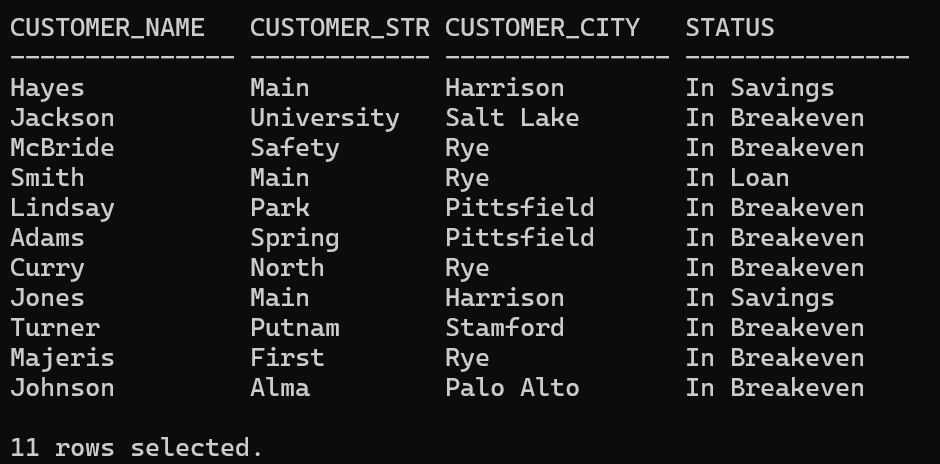 CUSTOMER_NAME   CUSTOMER_STR CUSTOMER_CITY   STATUS
--------------- ------------ --------------- ---------------
Hayes           Main         Harrison        In Savings
Jackson         University   Salt Lake       In Breakeven
McBride         Safety       Rye             In Breakeven
Smith           Main         Rye             In Loan
Lindsay         Park         Pittsfield      In Breakeven
Adams           Spring       Pittsfield      In Breakeven
Curry           North        Rye             In Breakeven
Jones           Main         Harrison        In Savings
Turner          Putnam       Stamford        In Breakeven
Majeris         First        Rye             In Breakeven
Johnson         Alma         Palo Alto       In Breakeven
11 rows selected.